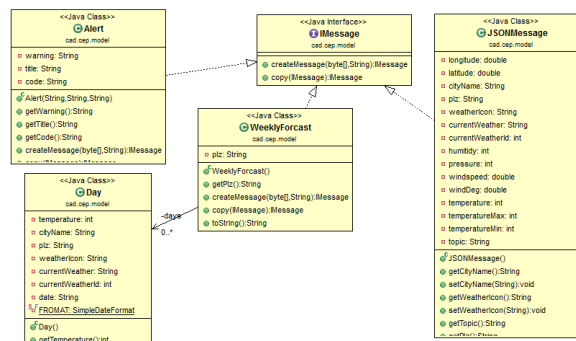 <<Java Class>>
Alert
cad.cep.model
warning: String
title: String
code: String
Alert(String,String,String)
getWarning():String
getTitle():String
getCode():String
createMessage(byte[],String):IMessage
copy(IMessage):IMessage
<<Java Interface>>
IMessage
cad.cep.model
createMessage(byte[],String):IMessage
copy(IMessage):IMessage
<<Java Class>>
JSONMessage
cad.cep.model
longitude: double
latitude: double
cityName: String
plz: String
weatherIcon: String
currentWeather: String
currentWeatherId: int
humitidy: int
pressure: int
windspeed: double
windDeg: double
temperature: int
temperatureMax: int
temperatureMin: int
topic: String
JSONMessage()
getCityName():String
setCityName(String):void
getWeatherIcon():String
setWeatherIcon(String):void
getTopic():String
getPlz():String
<<Java Class>>
WeeklyForcast
cad.cep.model
plz: String
WeeklyForcast()
getPlz():String
createMessage(byte[],String):IMessage
copy(IMessage):IMessage
toString():String
-days
0..*
<<Java Class>>
Day
cad.cep.model
temperature: int
cityName: String
plz: String
weatherIcon: String
currentWeather: String
currentWeatherId: int
date: String
FROMAT: SimpleDateFormat
Day()
getTemperature():int